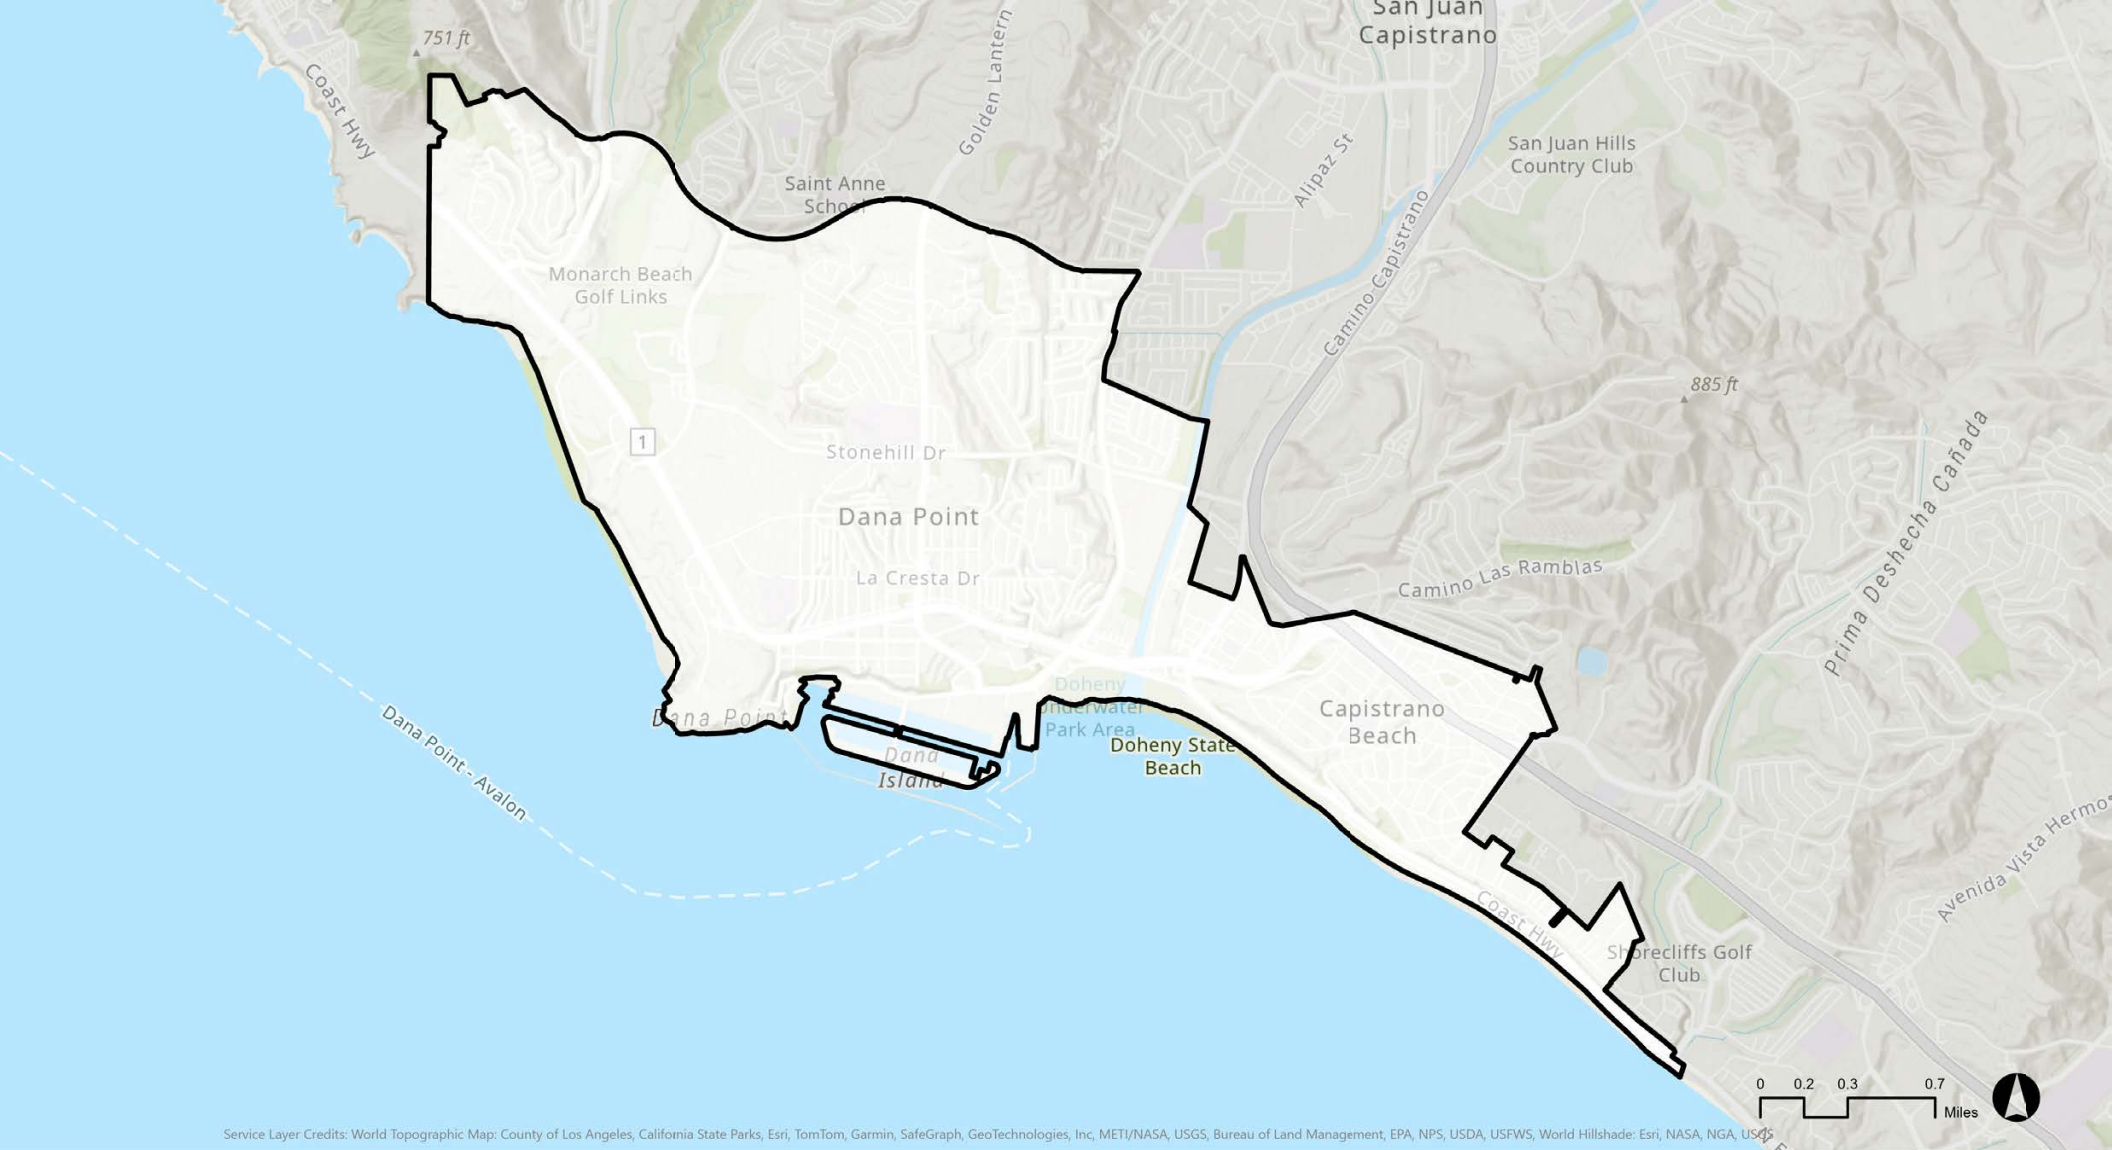 San Juan
Capistrano
751 ft
Coast Hwy
Golden Lantern
Alipaz St
San Juan Hills
Country Club
Saint Anne
School
Camino Capistrano
Monarch Beach
Golf Links
885 ft
1
Stonehill Dr
Prima Deshecha Cañada
Dana Point
La Cresta Dr
Camino Las Ramblas
Doheny
Underwater
Park Area
Dana Point
Capistrano
Beach
Dana Point - Avalon
Doheny State
Beach
Dana
Island
Avenida Vista Hermos
Coast Hwy
Shorecliffs Golf
Club
0 0.2 0.3 0.7
Miles
Service Layer Credits: World Topographic Map: County of Los Angeles, California State Parks, Esri, TomTom, Garmin, SafeGraph, GeoTechnologies, Inc, METI/NASA, USGS, Bureau of Land Management, EPA, NPS, USDA, USFWS, World Hillshade: Esri, NASA, NGA, USGS